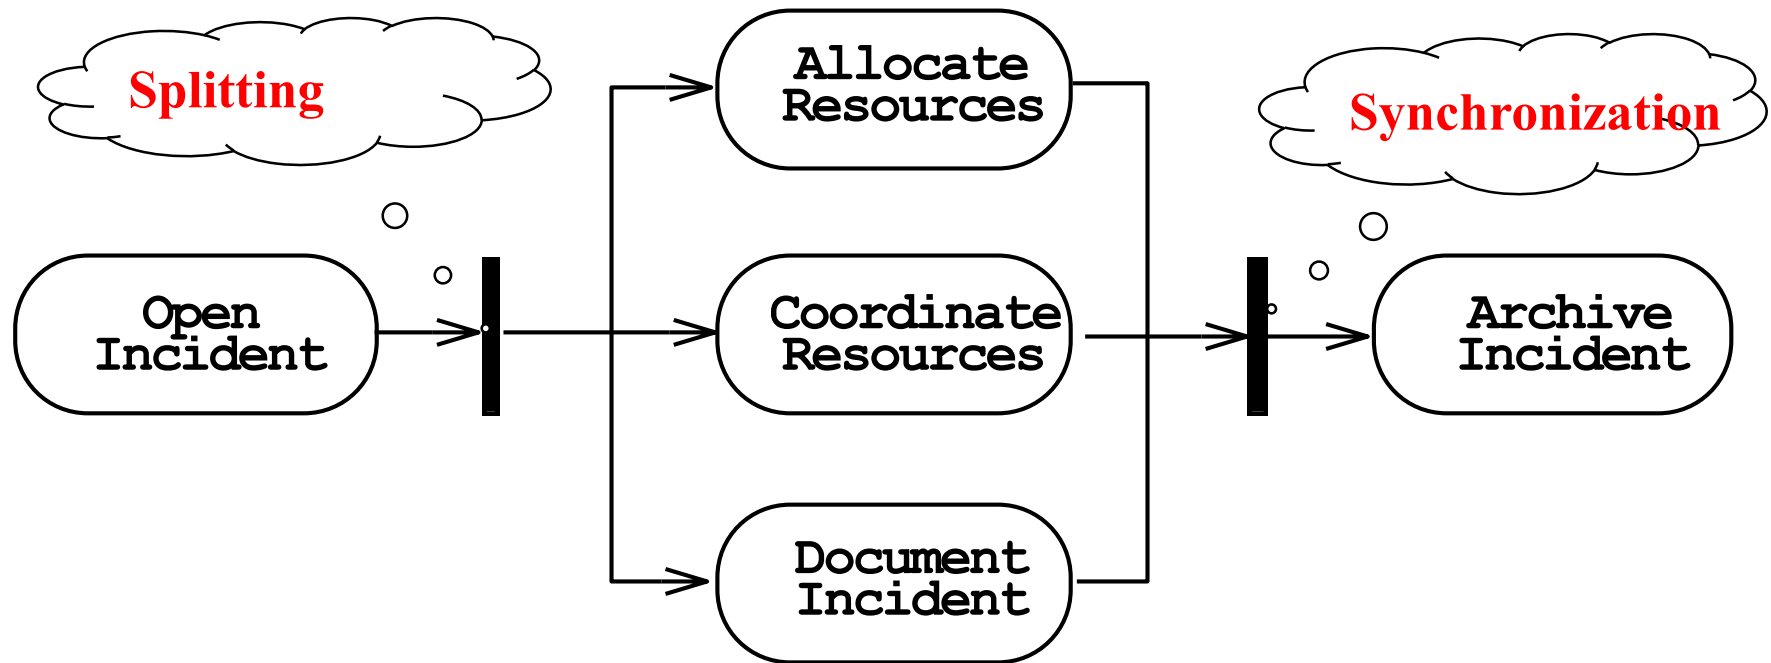 Splitting
Allocate
Resources
Synchronization
Open
Incident
Coordinate
Resources
Archive
Incident
Document
Incident